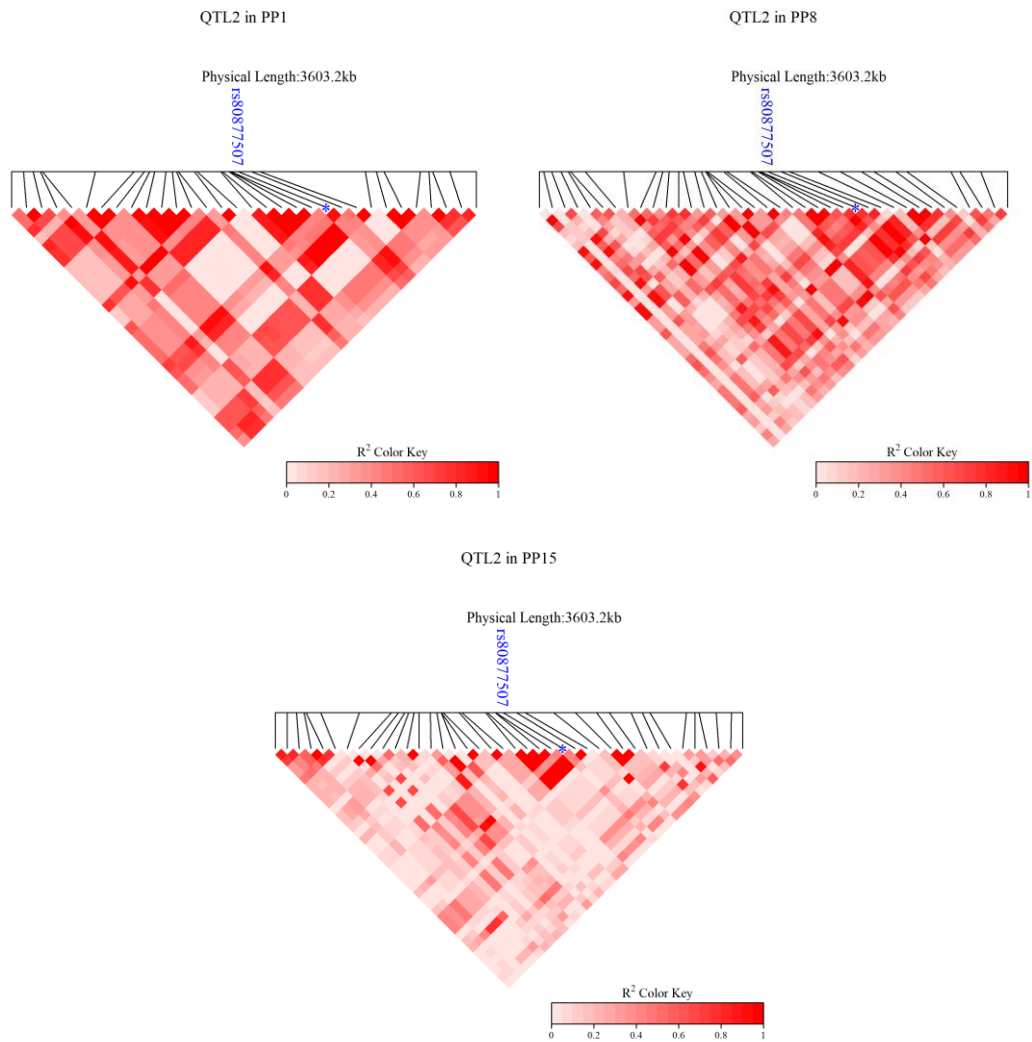 QTL2 in PP1
Physical Length:3603.2kb
rs80877507
*
R² Color Key
0 0.2 0.4 0.6 0.8 1
QTL2 in PP8
Physical Length:3603.2kb
rs80877507
*
R² Color Key
0 0.2 0.4 0.6 0.8 1
QTL2 in PP15
Physical Length:3603.2kb
rs80877507
*
R² Color Key
0 0.2 0.4 0.6 0.8 1